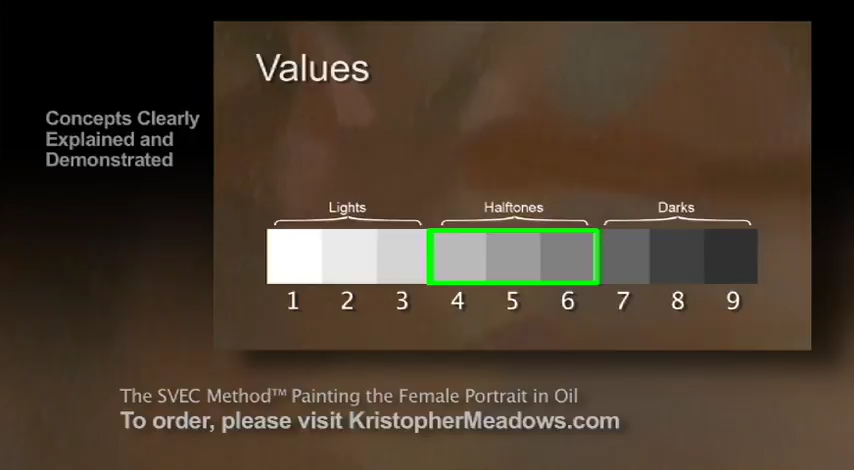 Values
Concepts Clearly
Explained and
Demonstrated
Lights Halftones Darks
1 2 3 4 5 6 7 8 9
The SVEC Method™ Painting the Female Portrait in Oil
To order, please visit KristopherMeadows.com